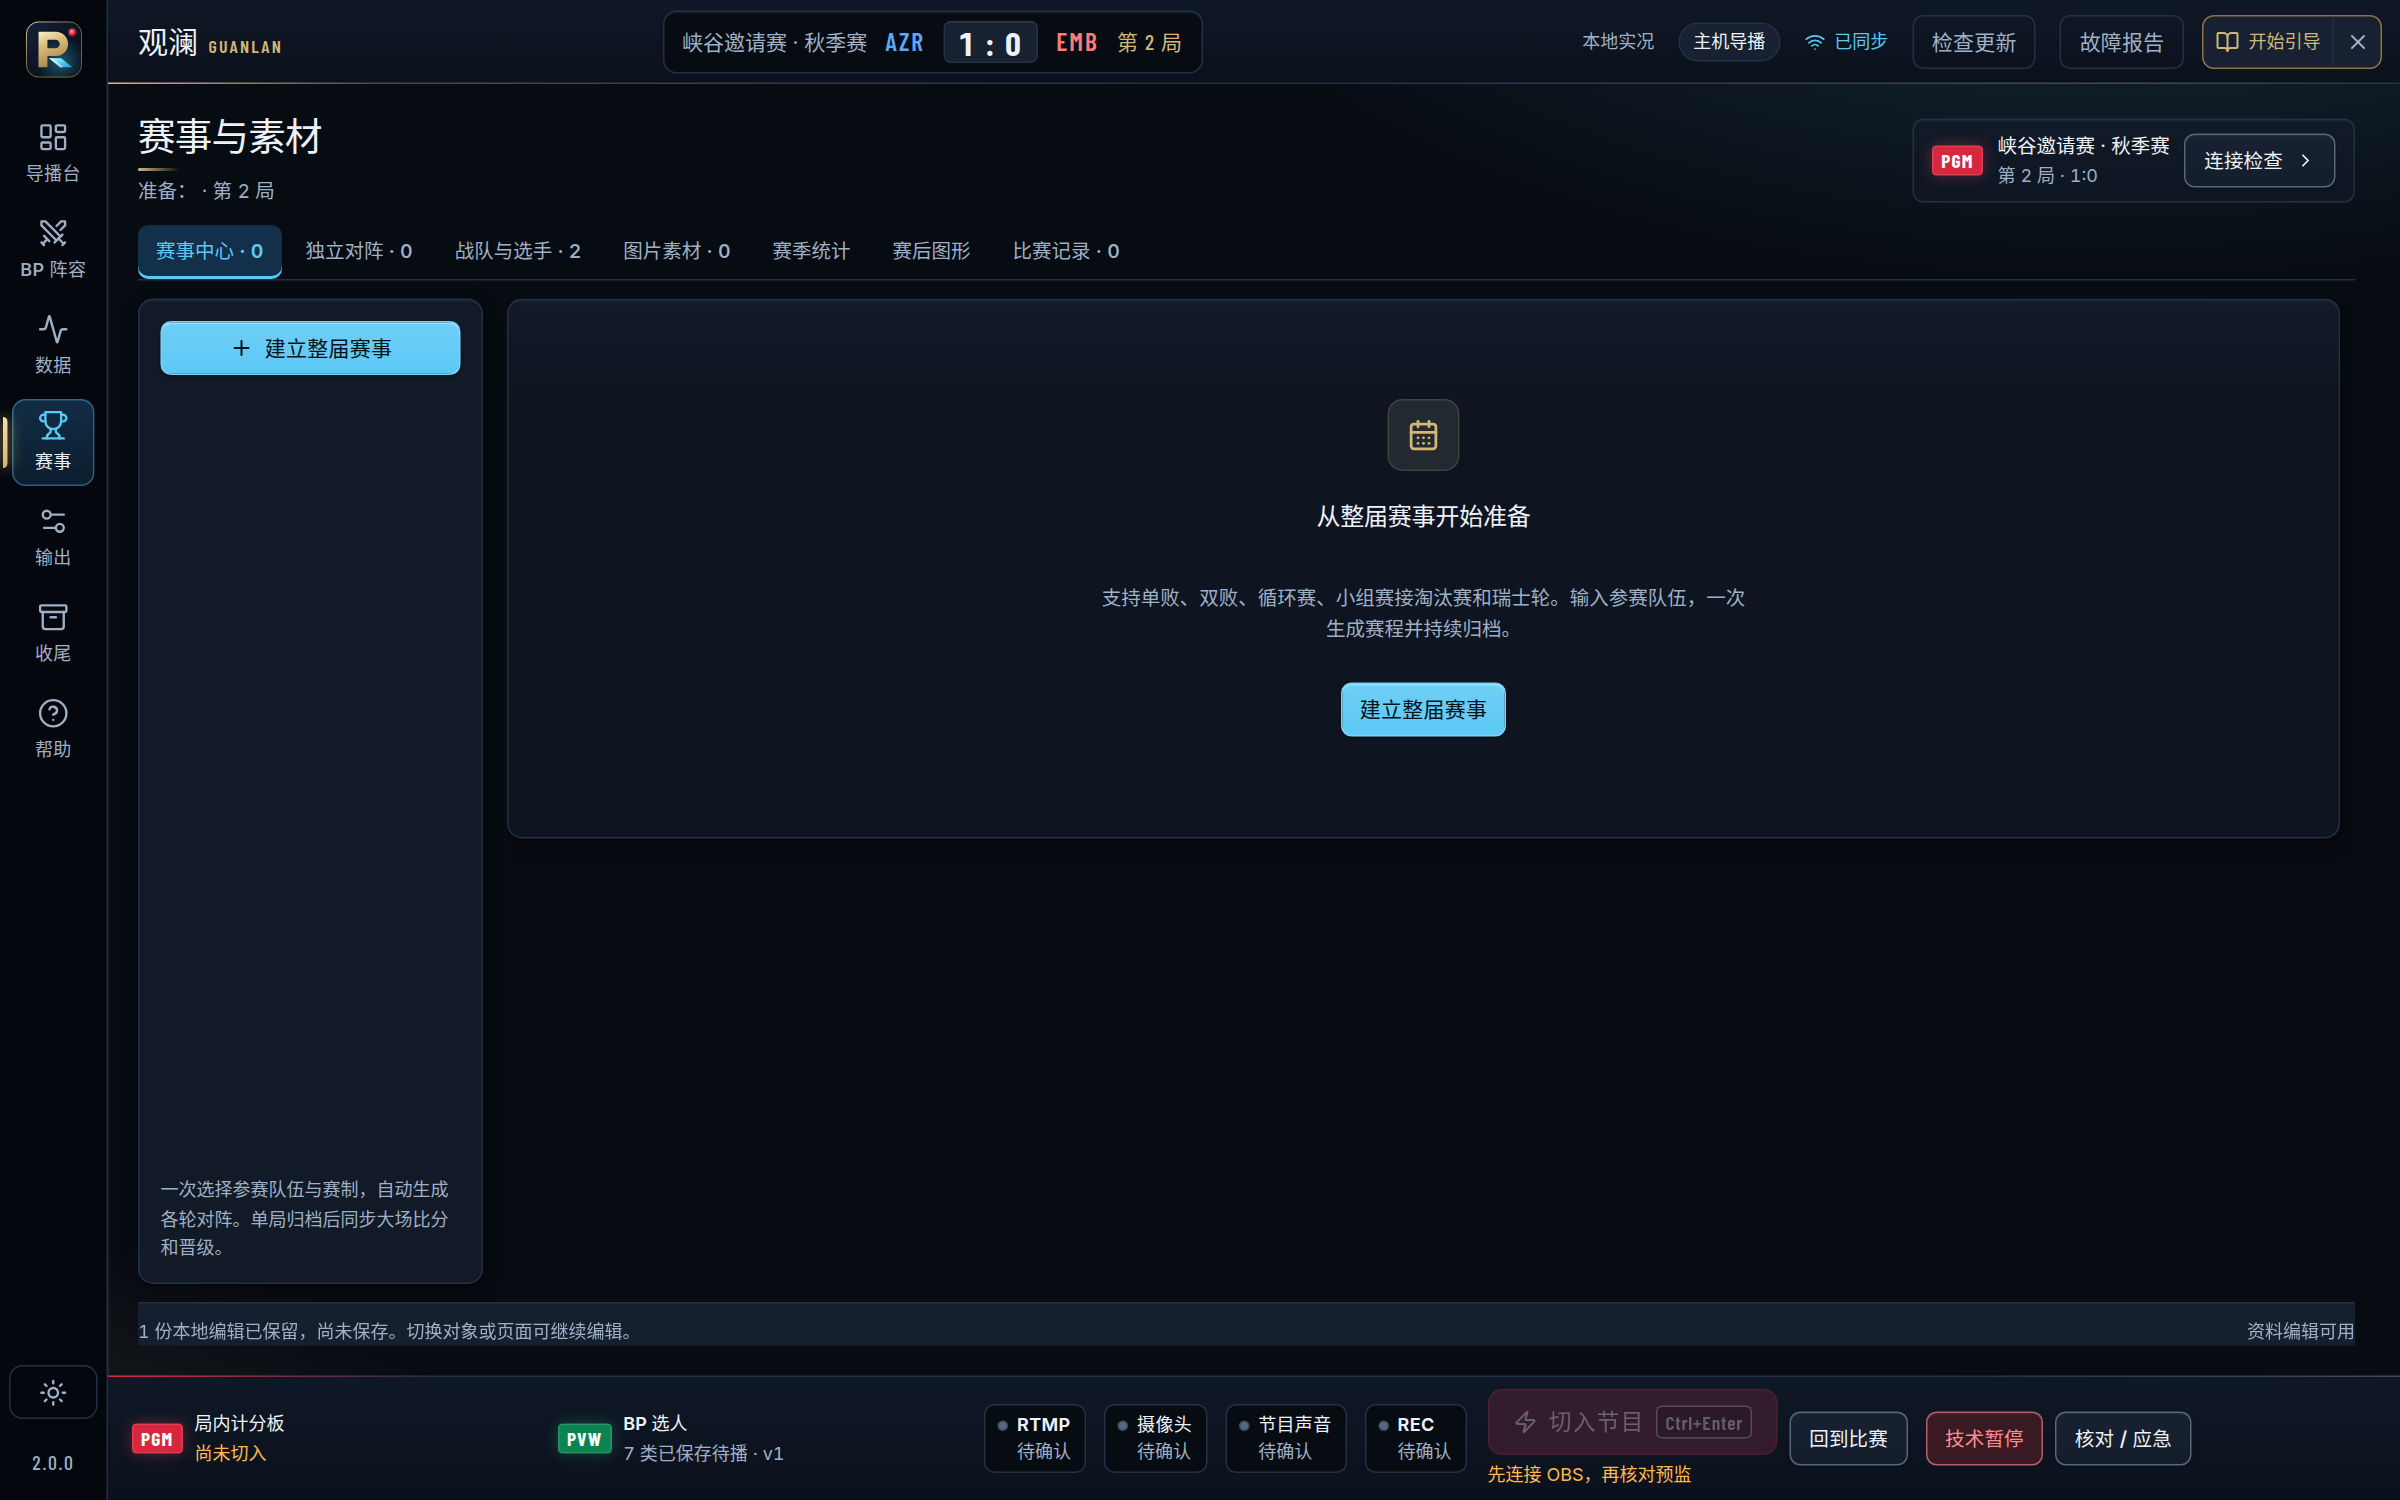 观澜 GUANLAN
峡谷邀请赛 · 秋季赛 AZR 1 : 0 EMB 第 2 局
本地实况
主机导播
已同步
检查更新
故障报告
开始引导
导播台
BP 阵容
数据
赛事
输出
收尾
帮助
2.0.0
赛事与素材
准备： · 第 2 局
PGM
峡谷邀请赛 · 秋季赛
第 2 局 · 1:0
连接检查
赛事中心 · 0
独立对阵 · 0
战队与选手 · 2
图片素材 · 0
赛季统计
赛后图形
比赛记录 · 0
建立整届赛事
一次选择参赛队伍与赛制，自动生成
各轮对阵。单局归档后同步大场比分
和晋级。
从整届赛事开始准备
支持单败、双败、循环赛、小组赛接淘汰赛和瑞士轮。输入参赛队伍，一次
生成赛程并持续归档。
建立整届赛事
1 份本地编辑已保留，尚未保存。切换对象或页面可继续编辑。
资料编辑可用
PGM
局内计分板
尚未切入
PVW
BP 选人
7 类已保存待播 · v1
RTMP
待确认
摄像头
待确认
节目声音
待确认
REC
待确认
切入节目 Ctrl+Enter
先连接 OBS，再核对预监
回到比赛
技术暂停
核对 / 应急